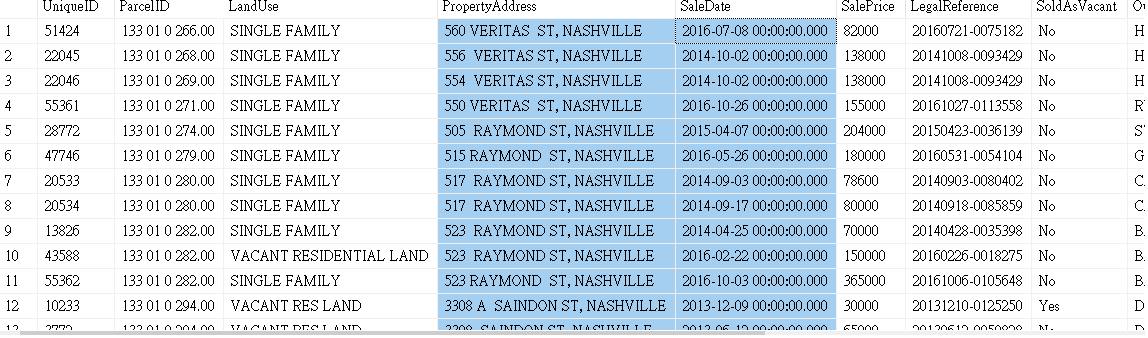 UniqueID ParcelID LandUse PropertyAddress SaleDate SalePrice LegalReference SoldAsVacant
1 51424 133 01 0 266.00 SINGLE FAMILY 560 VERITAS  ST, NASHVILLE 2016-07-08 00:00:00.000 82000 20160721-0075182 No H
2 22045 133 01 0 268.00 SINGLE FAMILY 556  VERITAS ST, NASHVILLE 2014-10-02 00:00:00.000 138000 20141008-0093429 No H
3 22046 133 01 0 269.00 SINGLE FAMILY 554  VERITAS ST, NASHVILLE 2014-10-02 00:00:00.000 138000 20141008-0093429 No H
4 55361 133 01 0 271.00 SINGLE FAMILY 550 VERITAS  ST, NASHVILLE 2016-10-26 00:00:00.000 155000 20161027-0113558 No R
5 28772 133 01 0 274.00 SINGLE FAMILY 505  RAYMOND ST, NASHVILLE 2015-04-07 00:00:00.000 204000 20150423-0036139 No S
6 47746 133 01 0 279.00 SINGLE FAMILY 515 RAYMOND  ST, NASHVILLE 2016-05-26 00:00:00.000 180000 20160531-0054104 No G
7 20533 133 01 0 280.00 SINGLE FAMILY 517  RAYMOND ST, NASHVILLE 2014-09-03 00:00:00.000 78600 20140903-0080402 No C
8 20534 133 01 0 280.00 SINGLE FAMILY 517  RAYMOND ST, NASHVILLE 2014-09-17 00:00:00.000 80000 20140918-0085859 No C
9 13826 133 01 0 282.00 SINGLE FAMILY 523  RAYMOND ST, NASHVILLE 2014-04-25 00:00:00.000 70000 20140428-0035398 No B
10 43588 133 01 0 282.00 VACANT RESIDENTIAL LAND 523  RAYMOND ST, NASHVILLE 2016-02-22 00:00:00.000 150000 20160226-0018275 No B
11 55362 133 01 0 282.00 SINGLE FAMILY 523 RAYMOND  ST, NASHVILLE 2016-10-04 00:00:00.000 365000 20161006-0105648 No B
12 10233 133 01 0 294.00 VACANT RES LAND 3308 A  SAINDON ST, NASHVILLE 2013-12-09 00:00:00.000 30000 20131210-0125250 Yes D